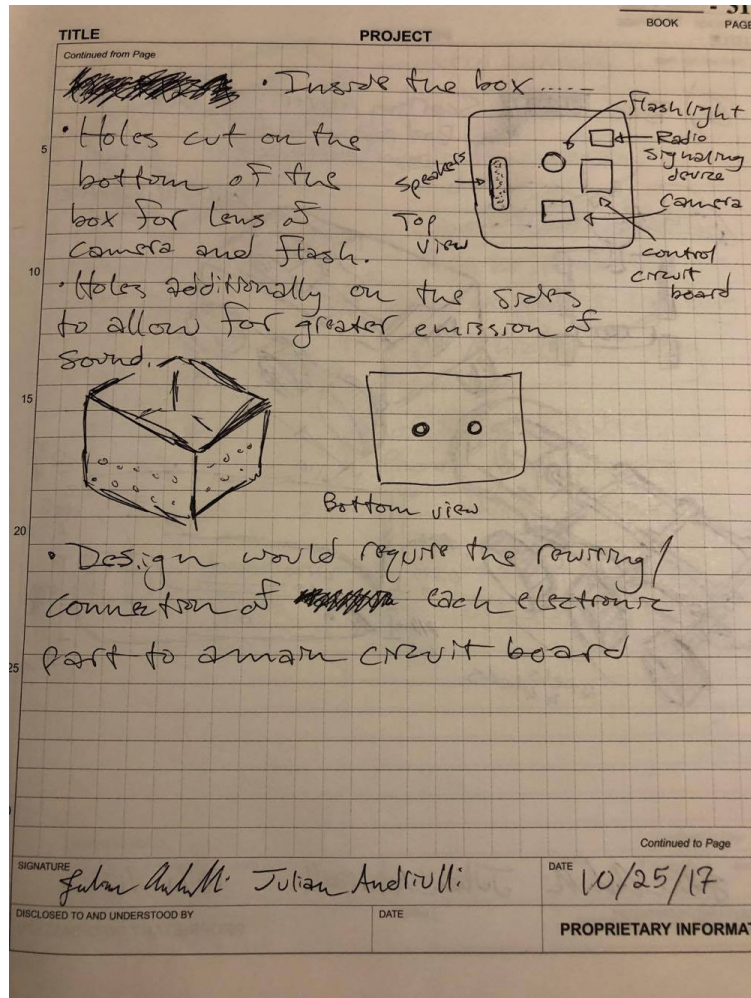 - 31
BOOK
PAGE
TITLE
PROJECT
Continued from Page
• Inside the box.....
• Holes cut on the
bottom of the
box for lens of
camera and flash.
Flashlight
Radio
signaling
device
Camera
control
circuit
board
Speakers
Top
view
5
10
• Holes additionally on the sides
to allow for greater emission of
sound.
15
Bottom view
20
• Design would require the rewiring/
connection of each electronic
part to a main circuit board
25
Continued to Page
SIGNATURE
Julian Andriulli
DATE
10/25/17
DISCLOSED TO AND UNDERSTOOD BY
DATE
PROPRIETARY INFORMA